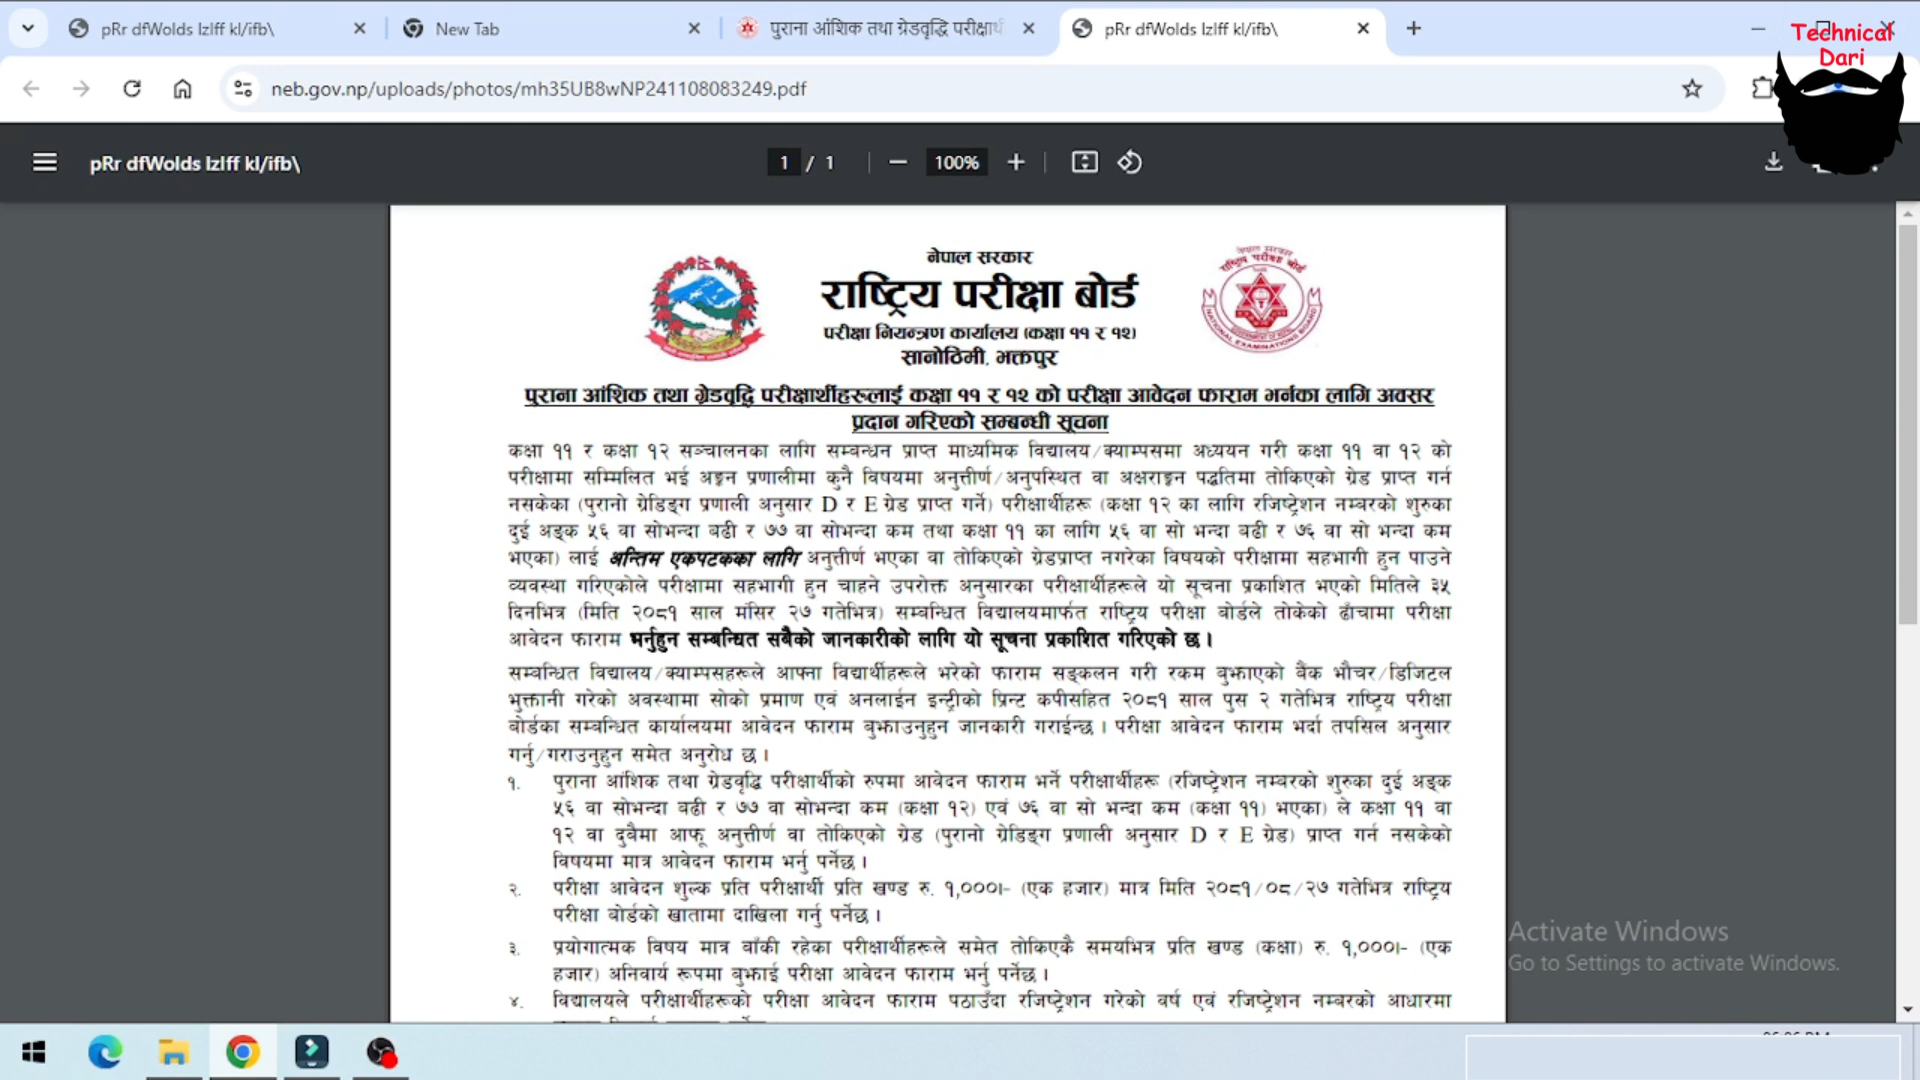 pRr dfWolds lzIff kl/ifb\
New Tab
पुराना आंशिक तथा ग्रेडवृद्धि परीक्षार्थी
pRr dfWolds lzIff kl/ifb\
Technical
Dari
neb.gov.np/uploads/photos/mh35UB8wNP241108083249.pdf
pRr dfWolds lzIff kl/ifb\
1 / 1
100%
नेपाल सरकार
राष्ट्रिय परीक्षा बोर्ड
परीक्षा नियन्त्रण कार्यालय (कक्षा ११ र १२)
सानोठिमी, भक्तपुर
नेपाल सरकार
राष्ट्रिय परीक्षा बोर्ड
NATIONAL EXAMINATIONS BOARD
पुराना आंशिक तथा ग्रेडवृद्धि परीक्षार्थीहरुलाई कक्षा ११ र १२ को परीक्षा आवेदन फाराम भर्नका लागि अवसर
प्रदान गरिएको सम्बन्धी सूचना
कक्षा ११ र कक्षा १२ सञ्चालनका लागि सम्बन्धन प्राप्त माध्यमिक विद्यालय/क्याम्पसमा अध्ययन गरी कक्षा ११ वा १२ को
परीक्षामा सम्मिलित भई अङ्कन प्रणालीमा कुनै विषयमा अनुत्तीर्ण/अनुपस्थित वा अक्षराङ्कन पद्धतिमा तोकिएको ग्रेड प्राप्त गर्न
नसकेका (पुरानो ग्रेडिङ्ग प्रणाली अनुसार D र E ग्रेड प्राप्त गर्ने) परीक्षार्थीहरू (कक्षा १२ का लागि रजिष्ट्रेशन नम्बरको शुरुका
दुई अङ्क ५६ वा सोभन्दा बढी र ७७ वा सोभन्दा कम तथा कक्षा ११ का लागि ५६ वा सो भन्दा बढी र ७६ वा सो भन्दा कम
भएका) लाई अन्तिम एकपटकका लागि अनुत्तीर्ण भएका वा तोकिएको ग्रेडप्राप्त नगरेका विषयको परीक्षामा सहभागी हुन पाउने
व्यवस्था गरिएकोले परीक्षामा सहभागी हुन चाहने उपरोक्त अनुसारका परीक्षार्थीहरूले यो सूचना प्रकाशित भएको मितिले ३५
दिनभित्र (मिति २०८१ साल मंसिर २७ गतेभित्र) सम्बन्धित विद्यालयमार्फत राष्ट्रिय परीक्षा बोर्डले तोकेको ढाँचामा परीक्षा
आवेदन फाराम भर्नुहुन सम्बन्धित सबैको जानकारीको लागि यो सूचना प्रकाशित गरिएको छ।
सम्बन्धित विद्यालय/क्याम्पसहरूले आफ्ना विद्यार्थीहरूले भरेको फाराम सङ्कलन गरी रकम बुझाएको बैंक भौचर/डिजिटल
भुक्तानी गरेको अवस्थामा सोको प्रमाण एवं अनलाईन इन्ट्रीको प्रिन्ट कपीसहित २०८१ साल पुस २ गतेभित्र राष्ट्रिय परीक्षा
बोर्डका सम्बन्धित कार्यालयमा आवेदन फाराम बुझाउनुहुन जानकारी गराईन्छ। परीक्षा आवेदन फाराम भर्दा तपसिल अनुसार
गर्नु/गराउनुहुन समेत अनुरोध छ।
१. पुराना आंशिक तथा ग्रेडवृद्धि परीक्षार्थीको रुपमा आवेदन फाराम भर्ने परीक्षार्थीहरू (रजिष्ट्रेशन नम्बरको शुरुका दुई अङ्क
५६ वा सोभन्दा बढी र ७७ वा सोभन्दा कम (कक्षा १२) एवं ७६ वा सो भन्दा कम (कक्षा ११) भएका) ले कक्षा ११ वा
१२ वा दुवैमा आफू अनुत्तीर्ण वा तोकिएको ग्रेड (पुरानो ग्रेडिङ्ग प्रणाली अनुसार D र E ग्रेड) प्राप्त गर्न नसकेको
विषयमा मात्र आवेदन फाराम भर्नु पर्नेछ।
२. परीक्षा आवेदन शुल्क प्रति परीक्षार्थी प्रति खण्ड रु. १,०००।- (एक हजार) मात्र मिति २०८१/०८/२७ गतेभित्र राष्ट्रिय
परीक्षा बोर्डको खातामा दाखिला गर्नु पर्नेछ।
३. प्रयोगात्मक विषय मात्र बाँकी रहेका परीक्षार्थीहरूले समेत तोकिएकै समयभित्र प्रति खण्ड (कक्षा) रु. १,०००।- (एक
हजार) अनिवार्य रूपमा बुझाई परीक्षा आवेदन फाराम भर्नु पर्नेछ।
४. विद्यालयले परीक्षार्थीहरूको परीक्षा आवेदन फाराम पठाउँदा रजिष्ट्रेशन गरेको वर्ष एवं रजिष्ट्रेशन नम्बरको आधारमा
Activate Windows
Go to Settings to activate Windows.